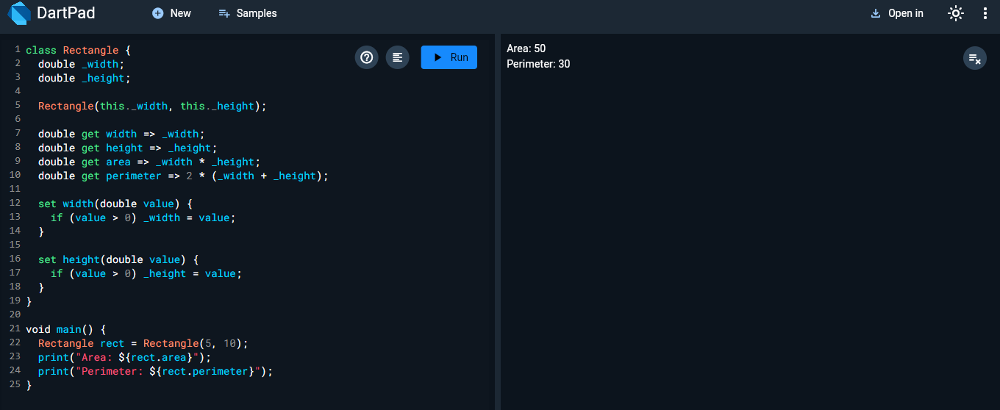 DartPad
New
Samples
Open in
1 class Rectangle {
2   double _width;
3   double _height;
4
5   Rectangle(this._width, this._height);
6
7   double get width => _width;
8   double get height => _height;
9   double get area => _width * _height;
10   double get perimeter => 2 * (_width + _height);
11
12   set width(double value) {
13     if (value > 0) _width = value;
14   }
15
16   set height(double value) {
17     if (value > 0) _height = value;
18   }
19 }
20
21 void main() {
22   Rectangle rect = Rectangle(5, 10);
23   print("Area: ${rect.area}");
24   print("Perimeter: ${rect.perimeter}");
25 }
Run
Area: 50
Perimeter: 30